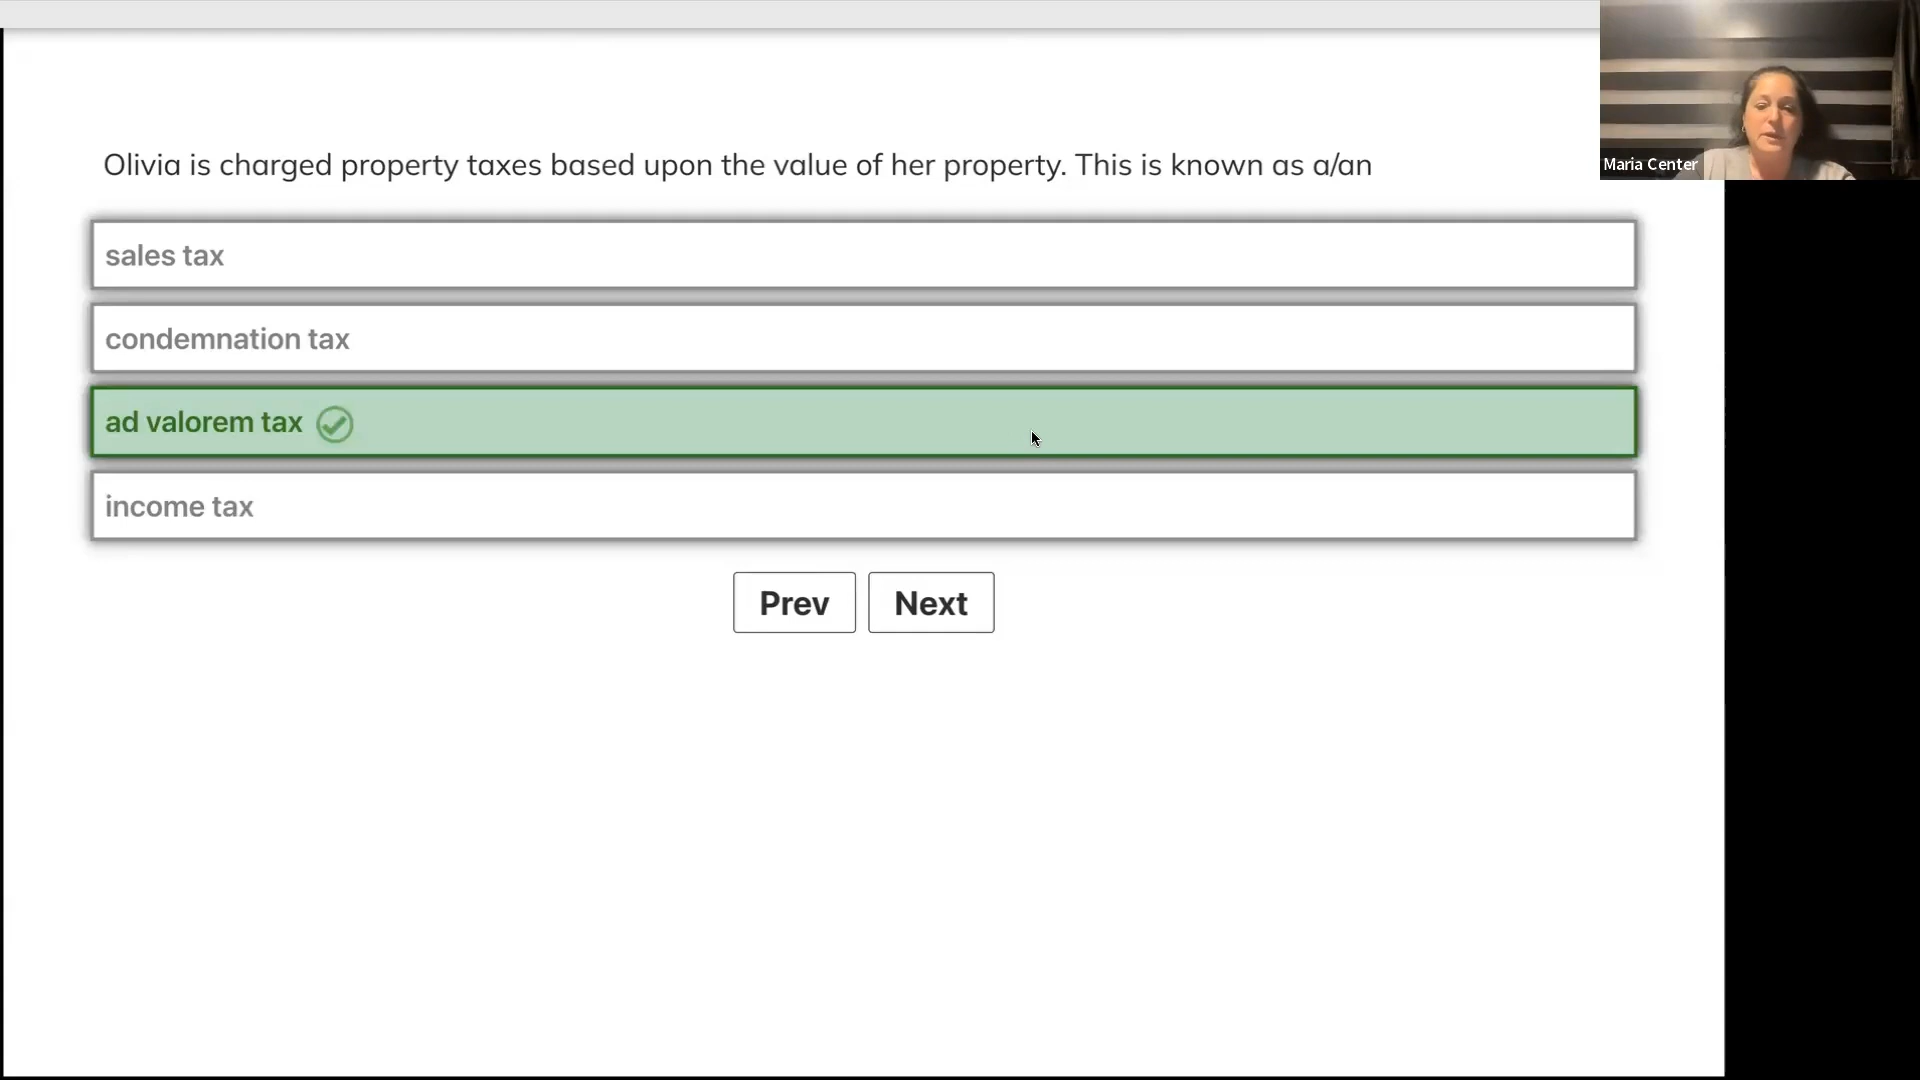 Olivia is charged property taxes based upon the value of her property. This is known as a/an
Maria Center
sales tax
condemnation tax
ad valorem tax
income tax
Prev
Next